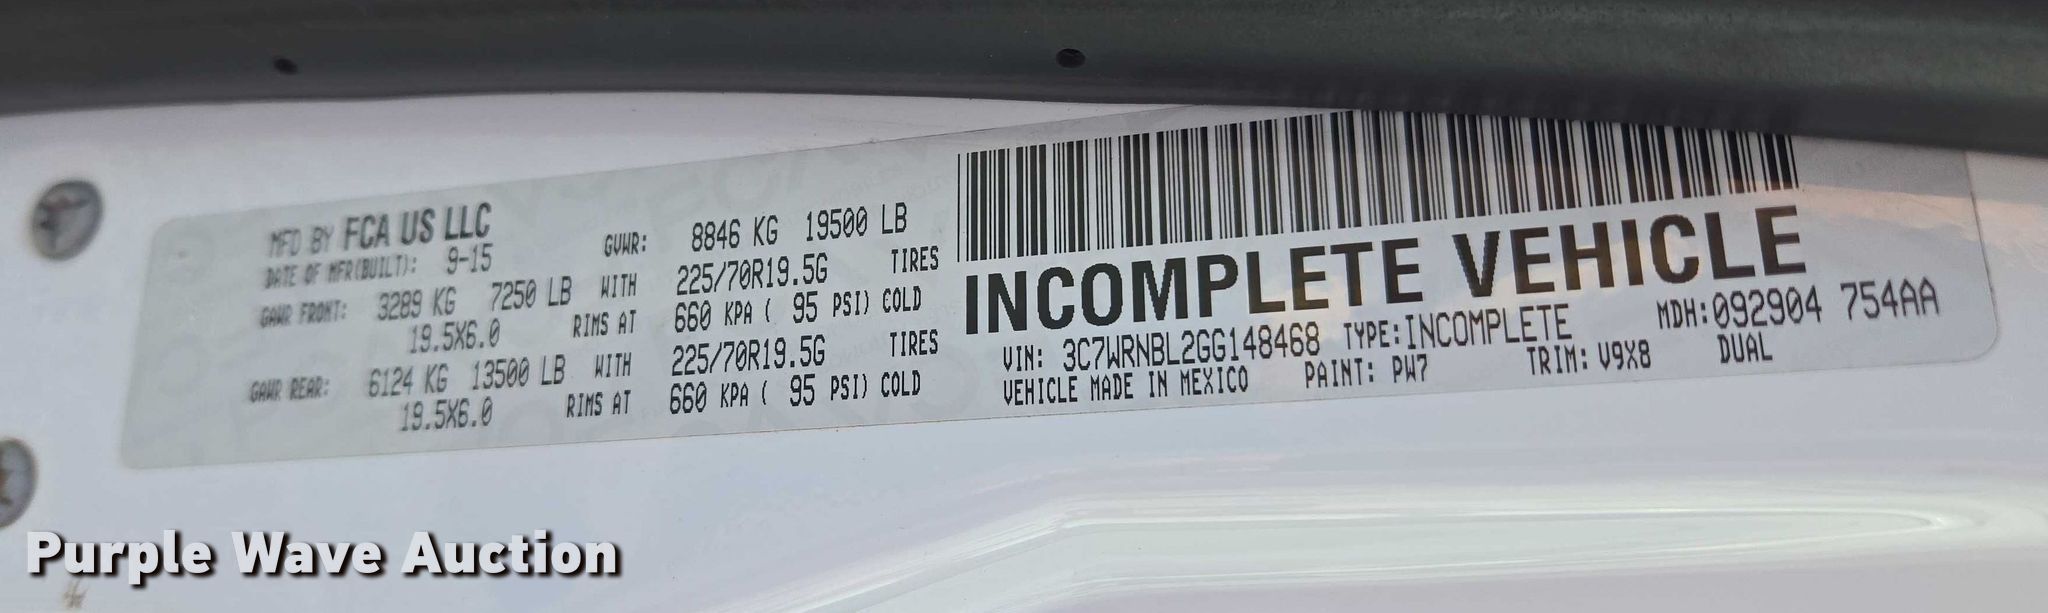 MFD BY FCA US LLC
DATE OF MFR(BUILT): 9-15 GVWR: 8846 KG 19500 LB
GAWR FRONT: 3289 KG 7250 LB WITH 225/70R19.5G TIRES
19.5X6.0 RIMS AT 660 KPA ( 95 PSI) COLD
GAWR REAR: 6124 KG 13500 LB WITH 225/70R19.5G TIRES
19.5X6.0 RIMS AT 660 KPA ( 95 PSI) COLD
INCOMPLETE VEHICLE
VIN: 3C7WRNBL2GG148468 TYPE:INCOMPLETE MDH:092904 754AA
VEHICLE MADE IN MEXICO PAINT: PW7 TRIM: V9X8 DUAL
Purple Wave Auction